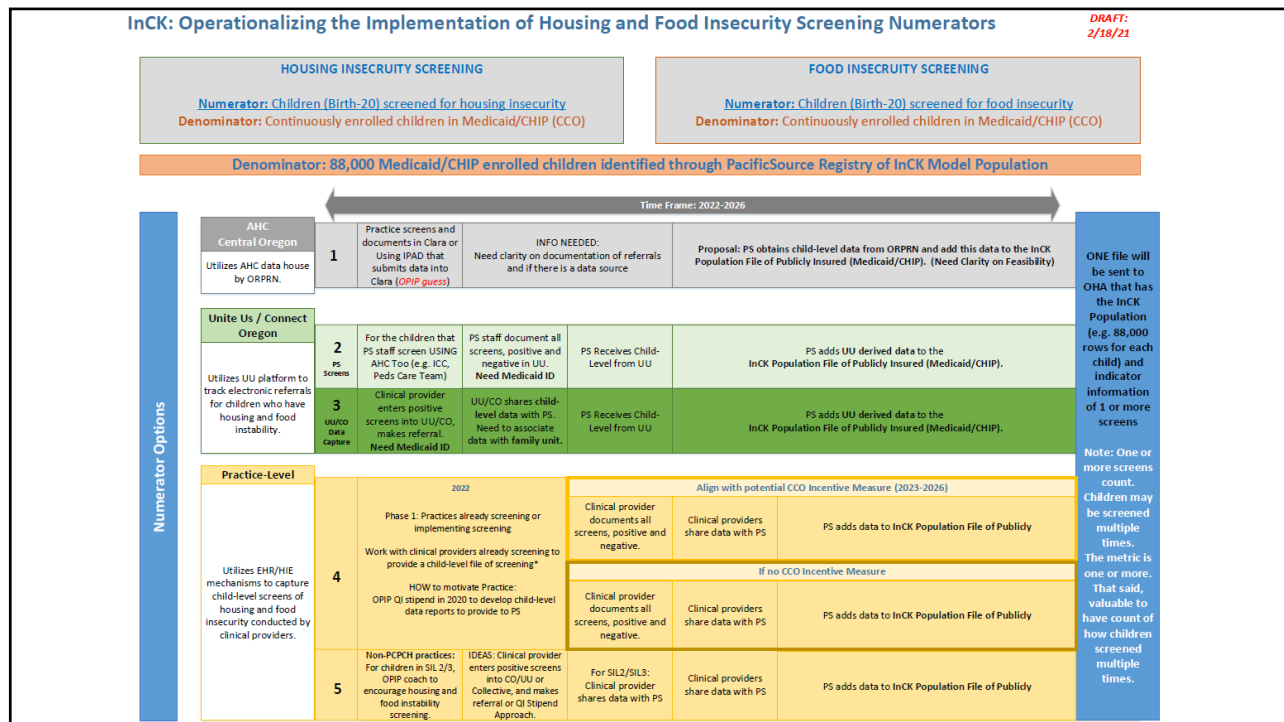 InCK: Operationalizing the Implementation of Housing and Food Insecurity Screening Numerators
DRAFT:
2/18/21
HOUSING INSECRUITY SCREENING
Numerator: Children (Birth-20) screened for housing insecurity
Denominator: Continuously enrolled children in Medicaid/CHIP (CCO)
FOOD INSECRUITY SCREENING
Numerator: Children (Birth-20) screened for food insecurity
Denominator: Continuously enrolled children in Medicaid/CHIP (CCO)
Denominator: 88,000 Medicaid/CHIP enrolled children identified through PacificSource Registry of InCK Model Population
Time Frame: 2022-2026
Numerator Options
AHC
Central Oregon
Utilizes AHC data house
by ORPRN.
1
Practice screens and
documents in Clara or
Using IPAD that
submits data into
Clara (OPIP guess)
INFO NEEDED:
Need clarity on documentation of referrals
and if there is a data source
Proposal: PS obtains child-level data from ORPRN and add this data to the InCK
Population File of Publicly Insured (Medicaid/CHIP). (Need Clarity on Feasibility)
Unite Us / Connect
Oregon
Utilizes UU platform to
track electronic referrals
for children who have
housing and food
instability.
2
PS
Screens
For the children that
PS staff screen USING
AHC Too (e.g. ICC,
Peds Care Team)
PS staff document all
screens, positive and
negative in UU.
Need Medicaid ID
PS Receives Child-
Level from UU
PS adds UU derived data to the
InCK Population File of Publicly Insured (Medicaid/CHIP).
3
UU/CO
Data
Capture
Clinical provider
enters positive
screens into UU/CO,
makes referral.
Need Medicaid ID
UU/CO shares child-
level data with PS.
Need to associate
data with family unit.
PS Receives Child-
Level from UU
PS adds UU derived data to the
InCK Population File of Publicly Insured (Medicaid/CHIP).
Practice-Level
Utilizes EHR/HIE
mechanisms to capture
child-level screens of
housing and food
insecurity conducted by
clinical providers.
4
2022
Phase 1: Practices already screening or
implementing screening
Work with clinical providers already screening to
provide a child-level file of screening*
HOW to motivate Practice:
OPIP QI stipend in 2020 to develop child-level
data reports to provide to PS
Align with potential CCO Incentive Measure (2023-2026)
Clinical provider
documents all
screens, positive and
negative.
Clinical providers
share data with PS
PS adds data to InCK Population File of Publicly
If no CCO Incentive Measure
Clinical provider
documents all
screens, positive and
negative.
Clinical providers
share data with PS
PS adds data to InCK Population File of Publicly
5
Non-PCPCH practices:
For children in SIL 2/3,
OPIP coach to
encourage housing and
food instability
screening.
IDEAS: Clinical provider
enters positive screens
into CO/UU or
Collective, and makes
referral or QI Stipend
Approach.
For SIL2/SIL3:
Clinical provider
shares data with PS
Clinical providers
share data with PS
PS adds data to InCK Population File of Publicly
ONE file will
be sent to
OHA that has
the InCK
Population
(e.g. 88,000
rows for each
child) and
indicator
information
of 1 or more
screens
Note: One or
more screens
count.
Children may
be screened
multiple
times.
The metric is
one or more.
That said,
valuable to
have count of
how children
screened
multiple
times.